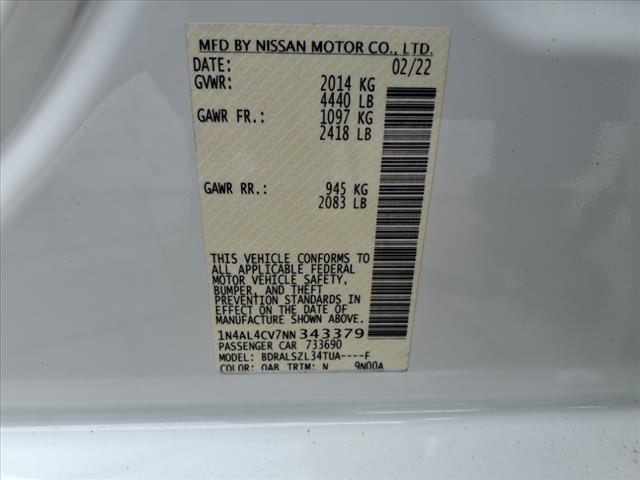 MFD BY NISSAN MOTOR CO., LTD.
DATE: 02/22
GVWR: 2014 KG
4440 LB
GAWR FR.: 1097 KG
2418 LB
GAWR RR.: 945 KG
2083 LB
THIS VEHICLE CONFORMS TO
ALL APPLICABLE FEDERAL
MOTOR VEHICLE SAFETY,
BUMPER, AND THEFT
PREVENTION STANDARDS IN
EFFECT ON THE DATE OF
MANUFACTURE SHOWN ABOVE.
1N4AL4CV7NN343379
PASSENGER CAR 733690
MODEL: BDRALSZL34TUA----F
COLOR: QAB TRIM: N 9N00A